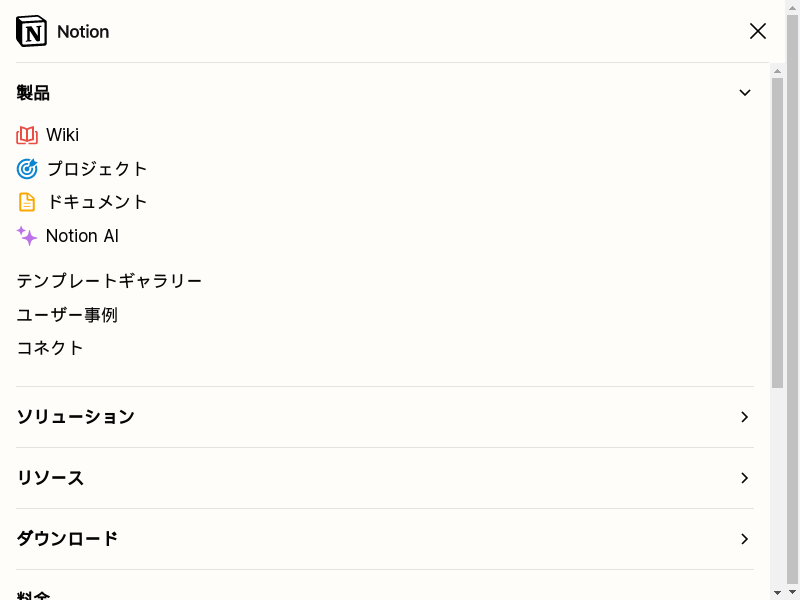 Notion
製品
Wiki
プロジェクト
ドキュメント
Notion AI
テンプレートギャラリー
ユーザー事例
コネクト
ソリューション
リソース
ダウンロード
料金